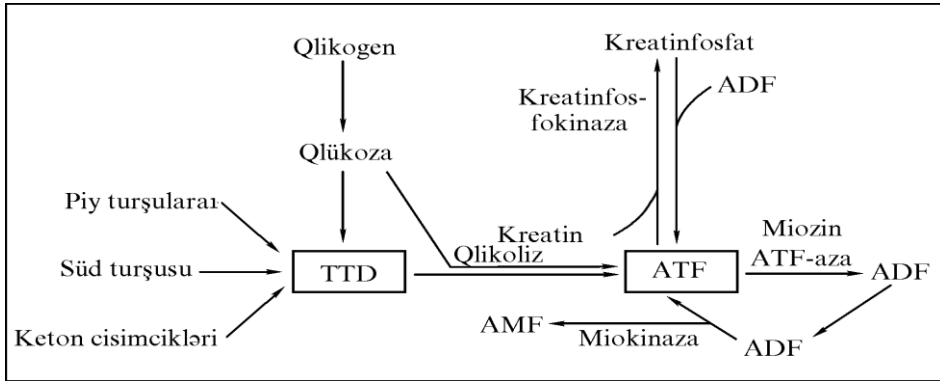 Qlikogen
Kreatinfosfat
Kreatinfos-
fokinaza
ADF
Qlükoza
Piy turşularaı
Kreatin
Qlikoliz
Miozin
ATF-aza
Süd turşusu
TTD
ATF
ADF
Keton cisimcikləri
AMF
Miokinaza
ADF